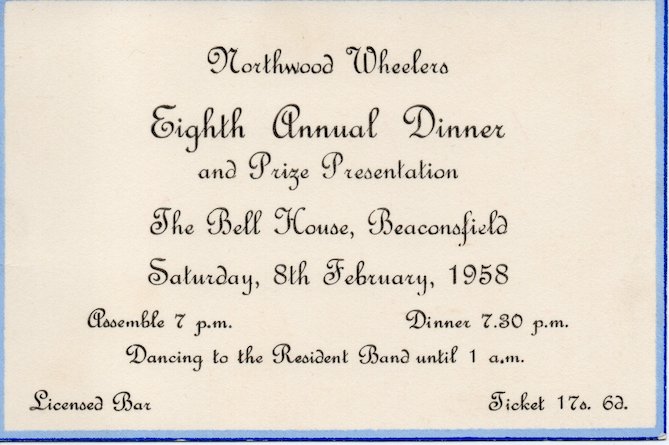 Northwood Wheelers
Eighth Annual Dinner
and Prize Presentation
The Bell House, Beaconsfield
Saturday, 8th February, 1958
Assemble 7 p.m. Dinner 7.30 p.m.
Dancing to the Resident Band until 1 a.m.
Licensed Bar Ticket 17s. 6d.